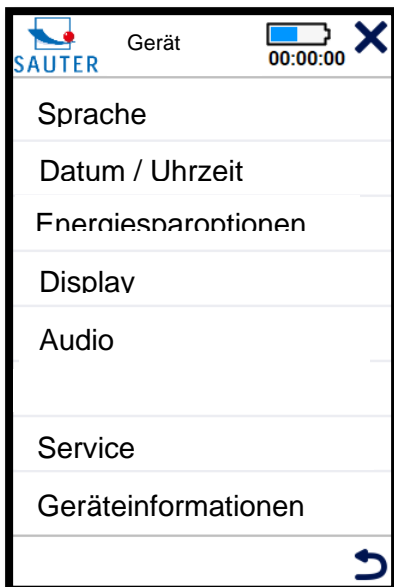 Gerät
00:00:00
SAUTER
Sprache
Datum / Uhrzeit
Energiesparoptionen
Display
Audio
Service
Geräteinformationen